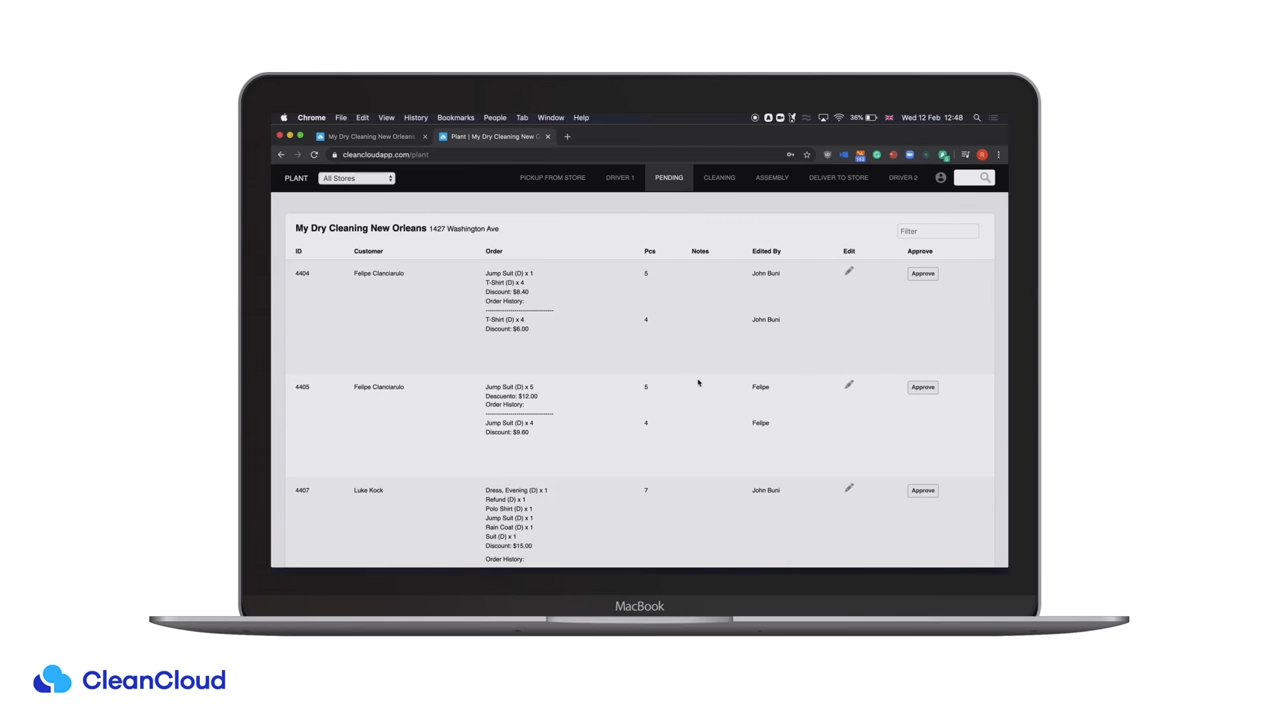 Chrome File Edit View History Bookmarks People Tab Window Help 36% Wed 12 Feb 12:48
My Dry Cleaning New Orleans Plant | My Dry Cleaning New O
cleancloudapp.com/plant
PLANT All Stores PICKUP FROM STORE DRIVER 1 PENDING CLEANING ASSEMBLY DELIVER TO STORE DRIVER 2
My Dry Cleaning New Orleans 1427 Washington Ave Filter
ID Customer Order Pcs Notes Edited By Edit Approve
4404 Felipe Clanciarulo Jump Suit (D) x 1 5 John Buni Approve
T-Shirt (D) x 4
Discount: $8.40
Order History:
------------------------------
T-Shirt (D) x 4 4 John Buni
Discount: $6.00
4405 Felipe Clanciarulo Jump Suit (D) x 5 5 Felipe Approve
Descuento: $12.00
Order History:
------------------------------
Jump Suit (D) x 4 4 Felipe
Discount: $9.60
4407 Luke Kock Dress, Evening (D) x 1 7 John Buni Approve
Refund (D) x 1
Polo Shirt (D) x 1
Jump Suit (D) x 1
Rain Coat (D) x 1
Suit (D) x 1
Discount: $15.00
Order History:
MacBook
CleanCloud